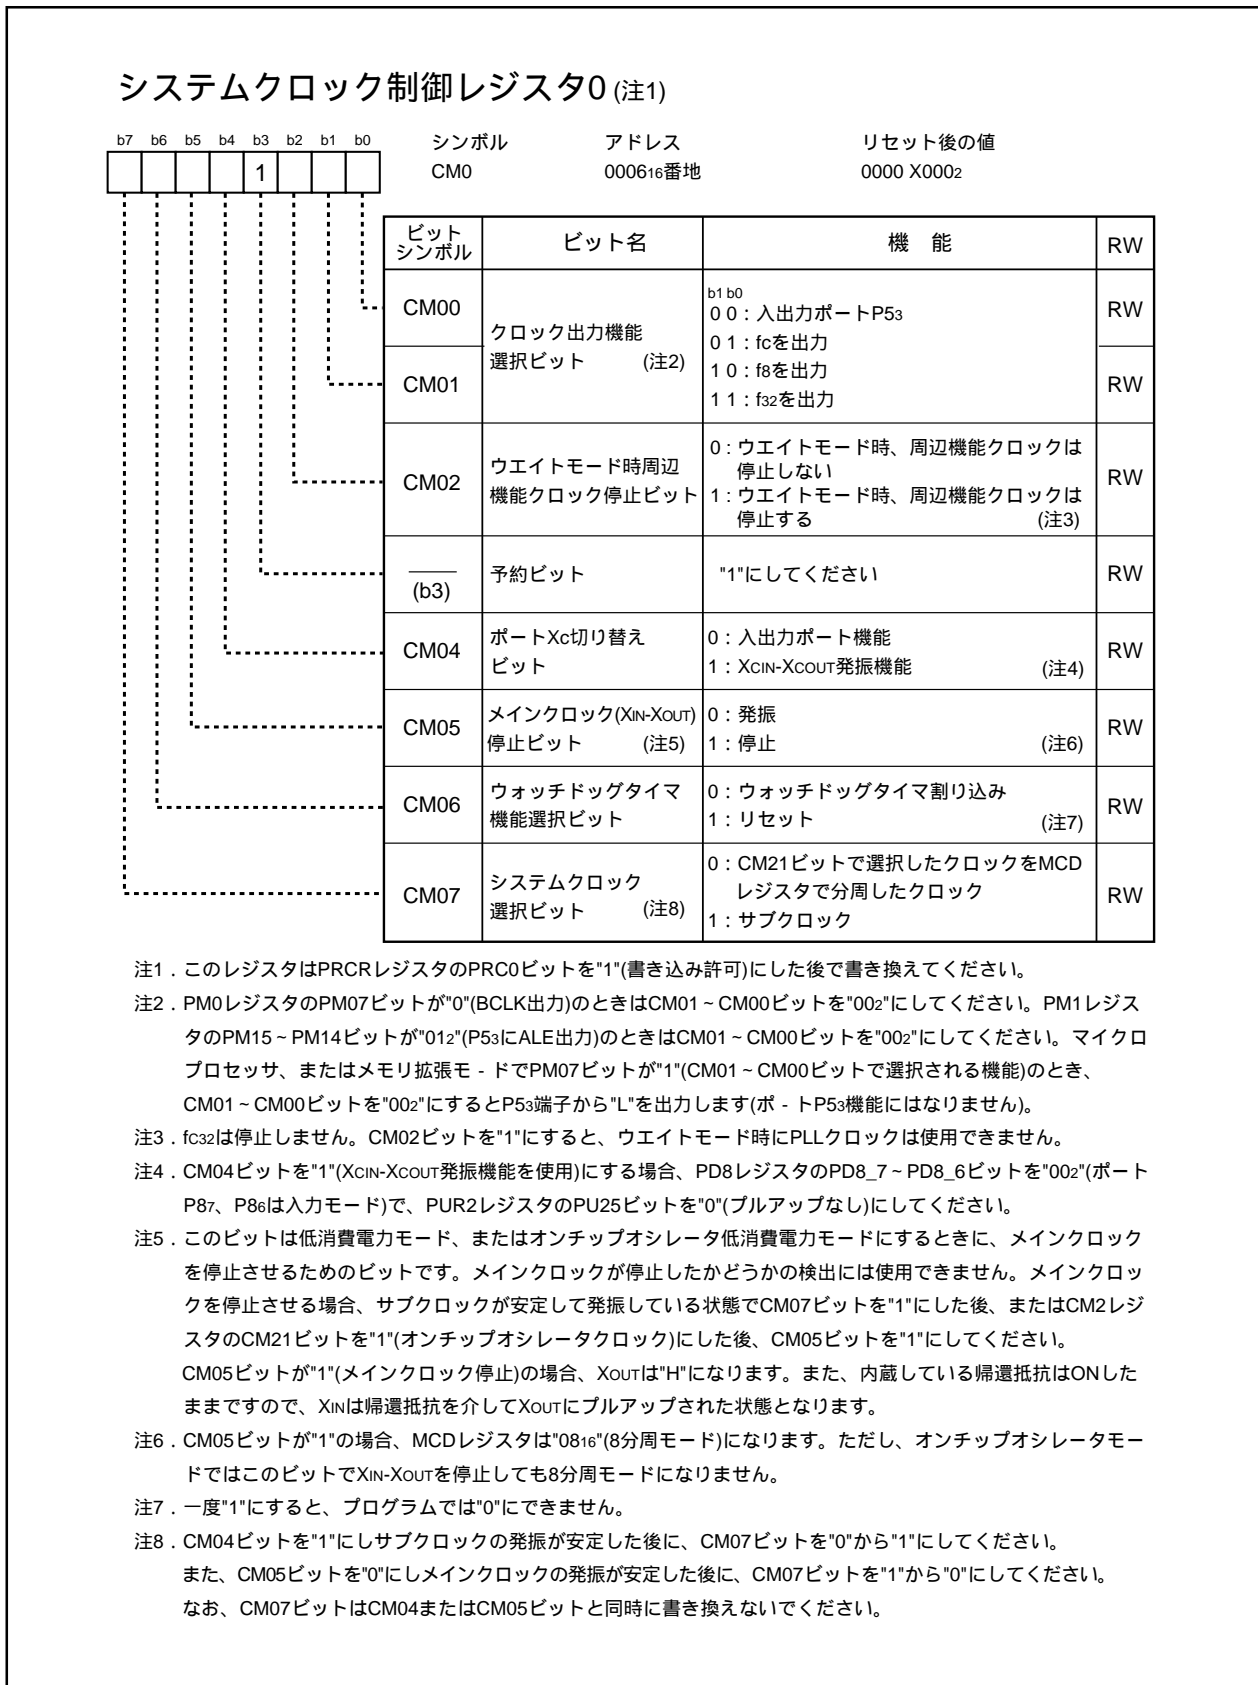 システムクロック制御レジスタ0 (注1)
b7 b6 b5 b4 b3 b2 b1 b0
1
シンボル アドレス リセット後の値
CM0 000616番地 0000 X0002
ビット
シンボル ビット名 機　能 RW
CM00 クロック出力機能
選択ビット (注2) b1 b0
0 0 : 入出力ポートP53
0 1 : fcを出力
1 0 : f8を出力
1 1 : f32を出力 RW
CM01 RW
CM02 ウエイトモード時周辺
機能クロック停止ビット 0 : ウエイトモード時、周辺機能クロックは
停止しない
1 : ウエイトモード時、周辺機能クロックは
停止する (注3) RW
(b3) 予約ビット "1"にしてください RW
CM04 ポートXc切り替え
ビット 0 : 入出力ポート機能
1 : XCIN-XCOUT発振機能 (注4) RW
CM05 メインクロック(XIN-XOUT)
停止ビット (注5) 0 : 発振
1 : 停止 (注6) RW
CM06 ウォッチドッグタイマ
機能選択ビット 0 : ウォッチドッグタイマ割り込み
1 : リセット (注7) RW
CM07 システムクロック
選択ビット (注8) 0 : CM21ビットで選択したクロックをMCD
レジスタで分周したクロック
1 : サブクロック RW
注1．このレジスタはPRCRレジスタのPRC0ビットを"1"(書き込み許可)にした後で書き換えてください。
注2．PM0レジスタのPM07ビットが"0"(BCLK出力)のときはCM01 ~ CM00ビットを"002"にしてください。PM1レジス
タのPM15 ~ PM14ビットが"012"(P53にALE出力)のときはCM01 ~ CM00ビットを"002"にしてください。マイクロ
プロセッサ、またはメモリ拡張モ - ドでPM07ビットが"1"(CM01 ~ CM00ビットで選択される機能)のとき、
CM01 ~ CM00ビットを"002"にするとP53端子から"L"を出力します(ポ - トP53機能にはなりません)。
注3．fC32は停止しません。CM02ビットを"1"にすると、ウエイトモード時にPLLクロックは使用できません。
注4．CM04ビットを"1"(XCIN-XCOUT発振機能を使用)にする場合、PD8レジスタのPD8_7 ~ PD8_6ビットを"002"(ポート
P87、P86は入力モード)で、PUR2レジスタのPU25ビットを"0"(プルアップなし)にしてください。
注5．このビットは低消費電力モード、またはオンチップオシレータ低消費電力モードにするときに、メインクロック
を停止させるためのビットです。メインクロックが停止したかどうかの検出には使用できません。メインクロッ
クを停止させる場合、サブクロックが安定して発振している状態でCM07ビットを"1"にした後、またはCM2レジ
スタのCM21ビットを"1"(オンチップオシレータクロック)にした後、CM05ビットを"1"にしてください。
CM05ビットが"1"(メインクロック停止)の場合、XOUTは"H"になります。また、内蔵している帰還抵抗はONした
ままですので、XINは帰還抵抗を介してXOUTにプルアップされた状態となります。
注6．CM05ビットが"1"の場合、MCDレジスタは"0816"(8分周モード)になります。ただし、オンチップオシレータモー
ドではこのビットでXIN-XOUTを停止しても8分周モードになりません。
注7．一度"1"にすると、プログラムでは"0"にできません。
注8．CM04ビットを"1"にしサブクロックの発振が安定した後に、CM07ビットを"0"から"1"にしてください。
また、CM05ビットを"0"にしメインクロックの発振が安定した後に、CM07ビットを"1"から"0"にしてください。
なお、CM07ビットはCM04またはCM05ビットと同時に書き換えないでください。